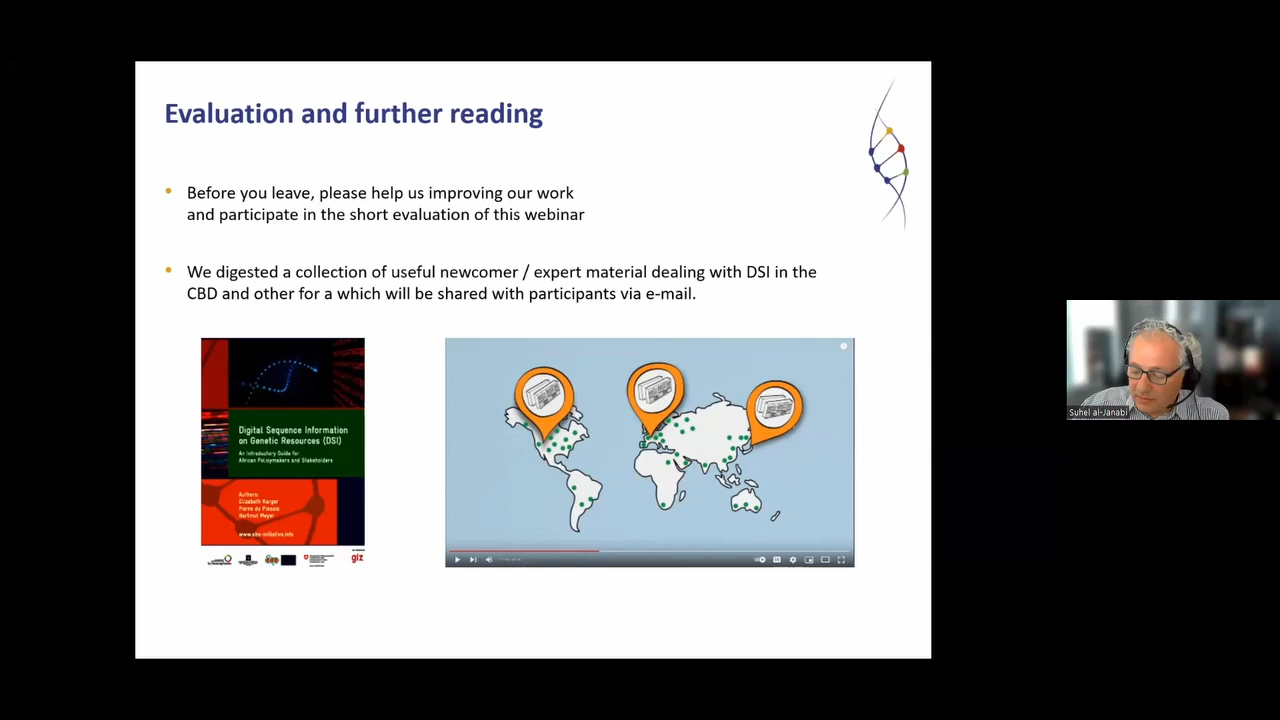 Evaluation and further reading
• Before you leave, please help us improving our work
and participate in the short evaluation of this webinar
• We digested a collection of useful newcomer / expert material dealing with DSI in the
CBD and other for a which will be shared with participants via e-mail.
Digital Sequence Information
on Genetic Resources (DSI)
An Introductory Guide for
African Policymakers and Stakeholders
Authors:
Elizabeth Karger
Pierre du Plessis
Hartmut Meyer
www.abs-initiative.info
giz
Suhel al-Janabi